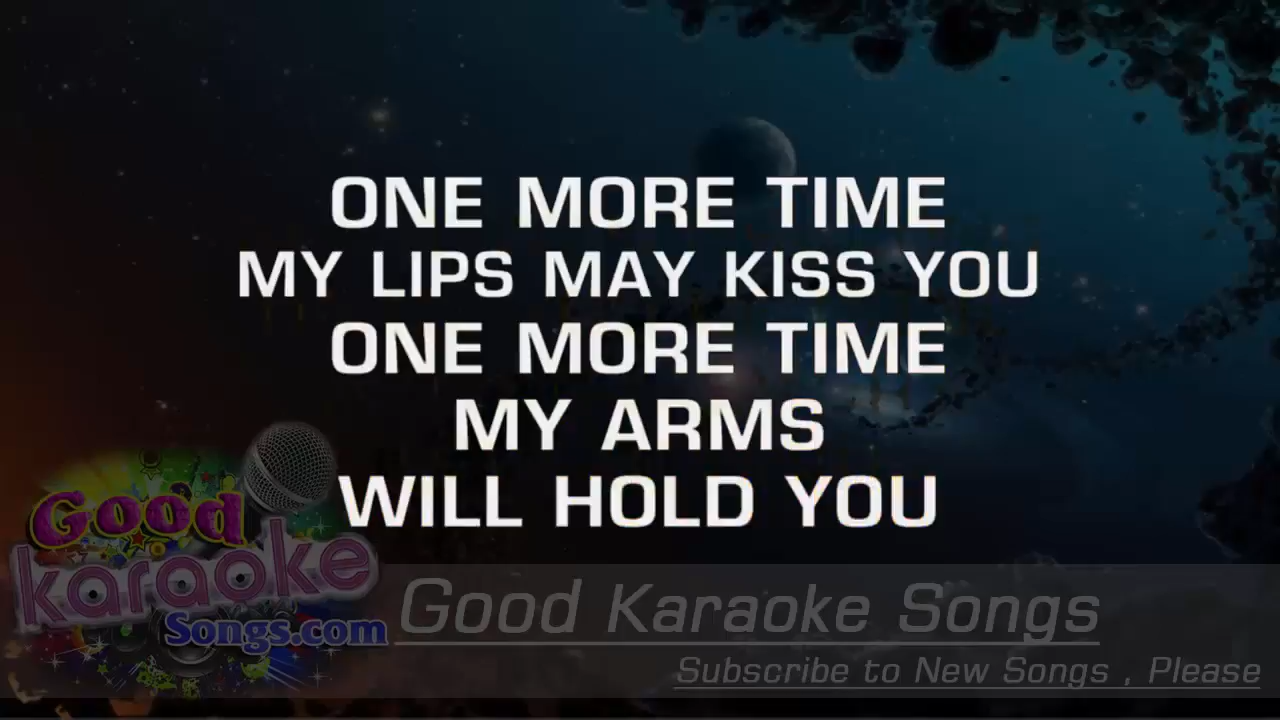 ONE MORE TIME
MY LIPS MAY KISS YOU
ONE MORE TIME
MY ARMS
WILL HOLD YOU
Good
karaoke
Songs.com
Good Karaoke Songs
Subscribe to New Songs , Please